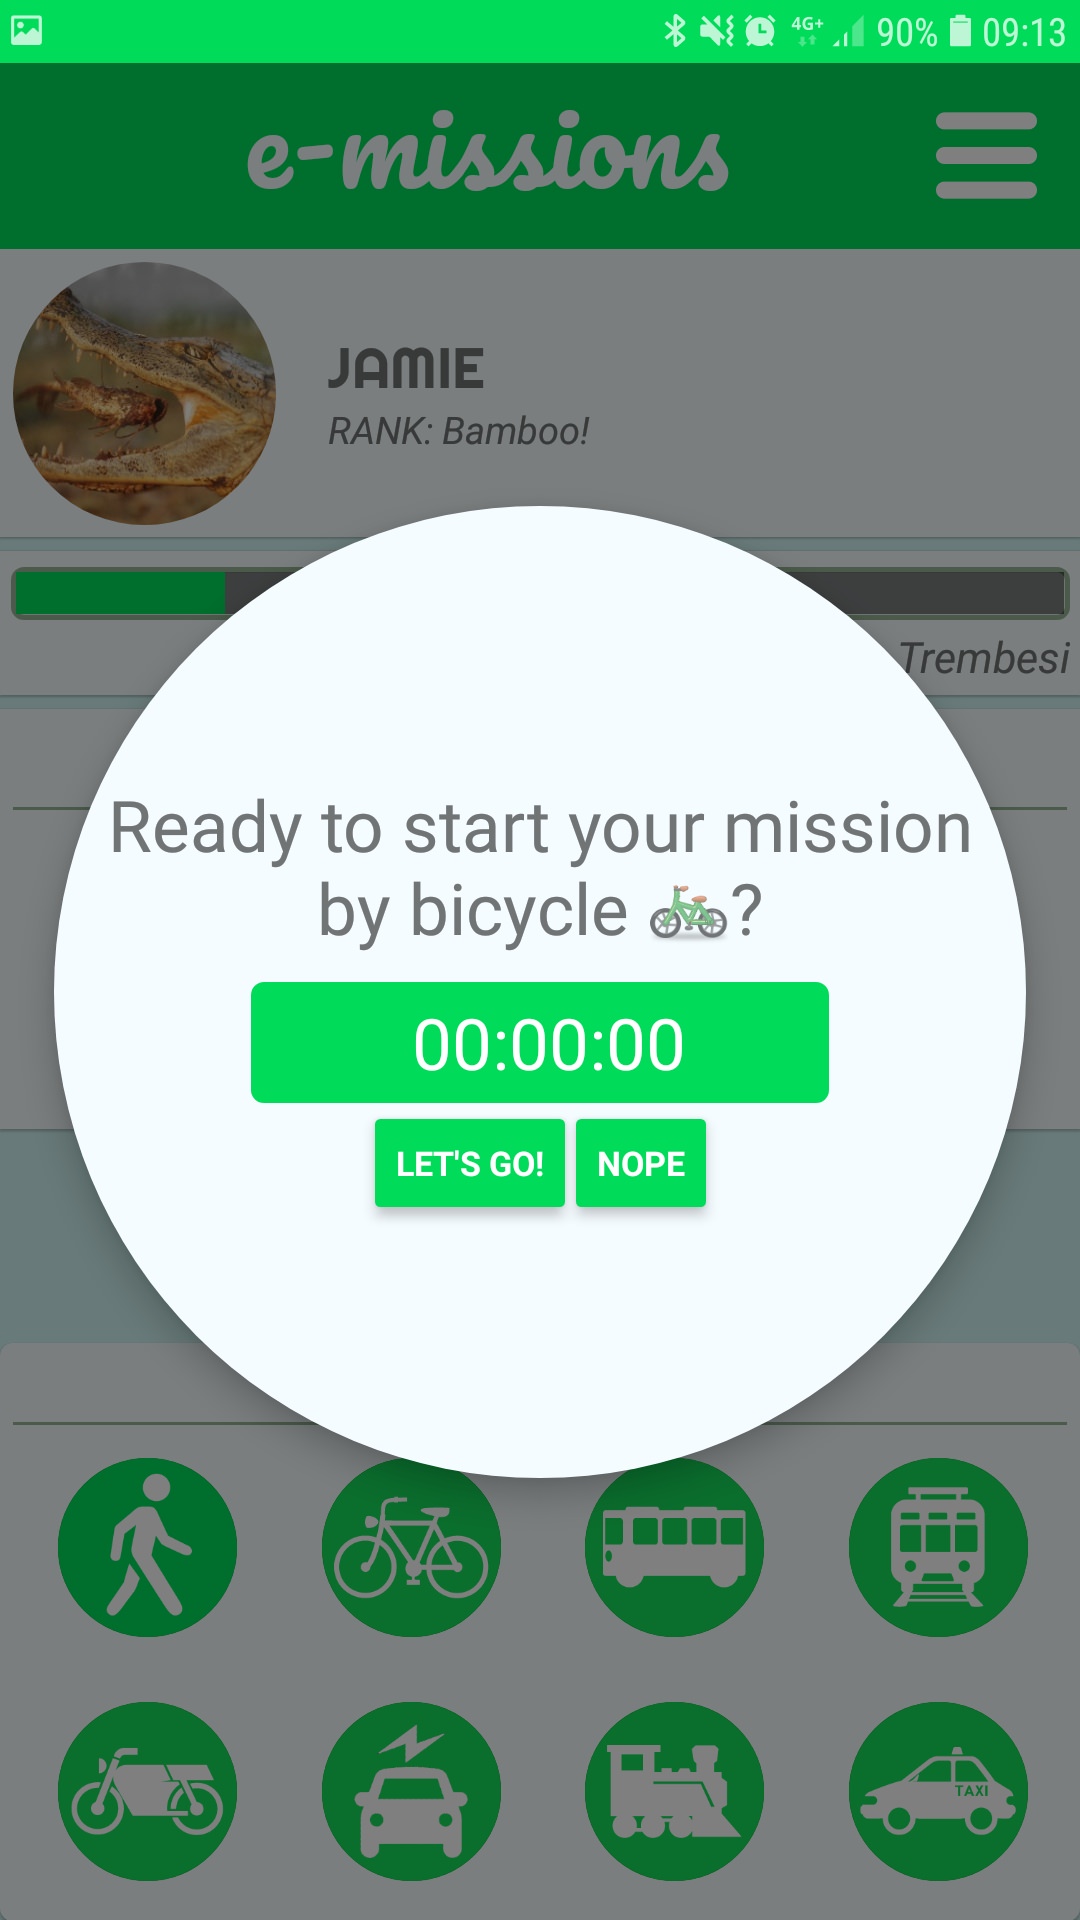 4G+ 90% 09:13
e-missions
JAMIE
RANK: Bamboo!
Trembesi
Ready to start your mission
by bicycle 🚲?
00:00:00
LET'S GO! NOPE
TAXI